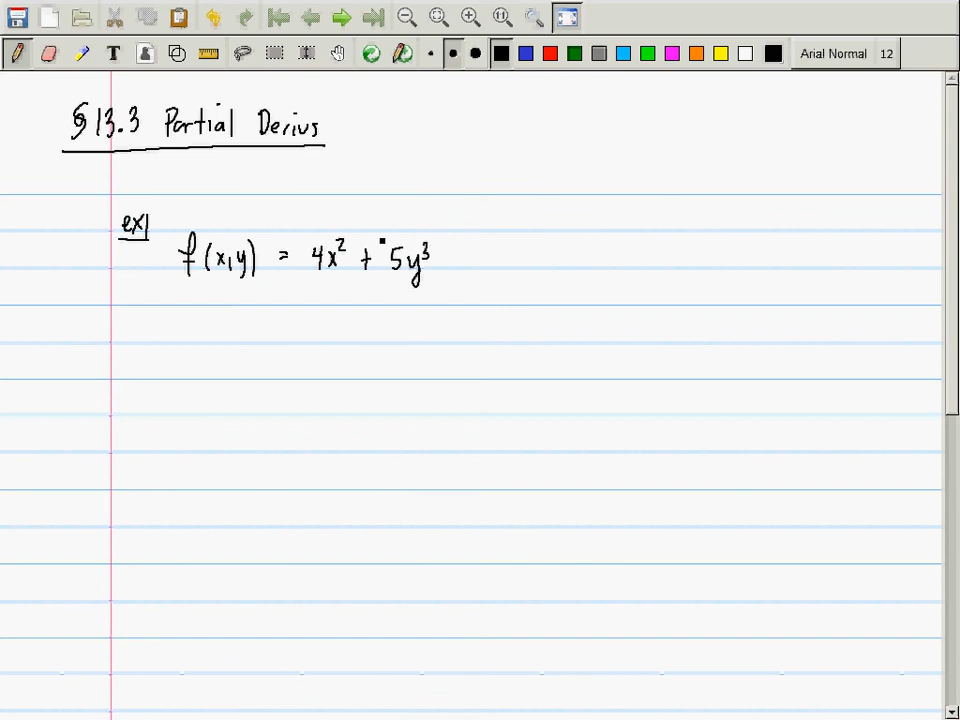 Arial Normal 12
§13.3 Partial Derivs
ex1
f(x,y) = 4x² + 5y³